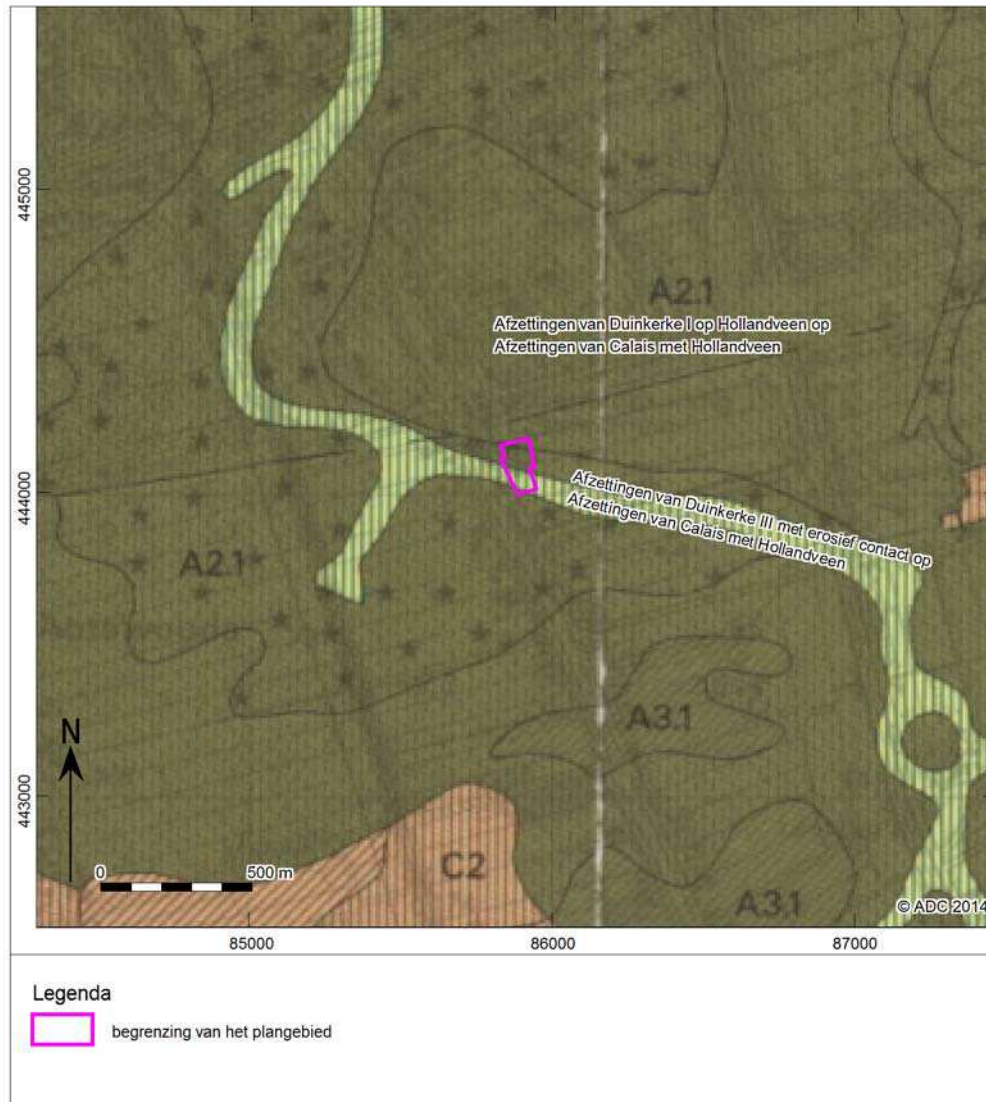 445000
444000
443000
A2.1
Afzettingen van Duinkerke I op Hollandveen op
Afzettingen van Calais met Hollandveen
Afzettingen van Duinkerke III met erosief contact op
Afzettingen van Calais met Hollandveen
A2.1
A3.1
N
0 500 m
C2
A3.1
© ADC 2014
85000 86000 87000
Legenda
begrenzing van het plangebied